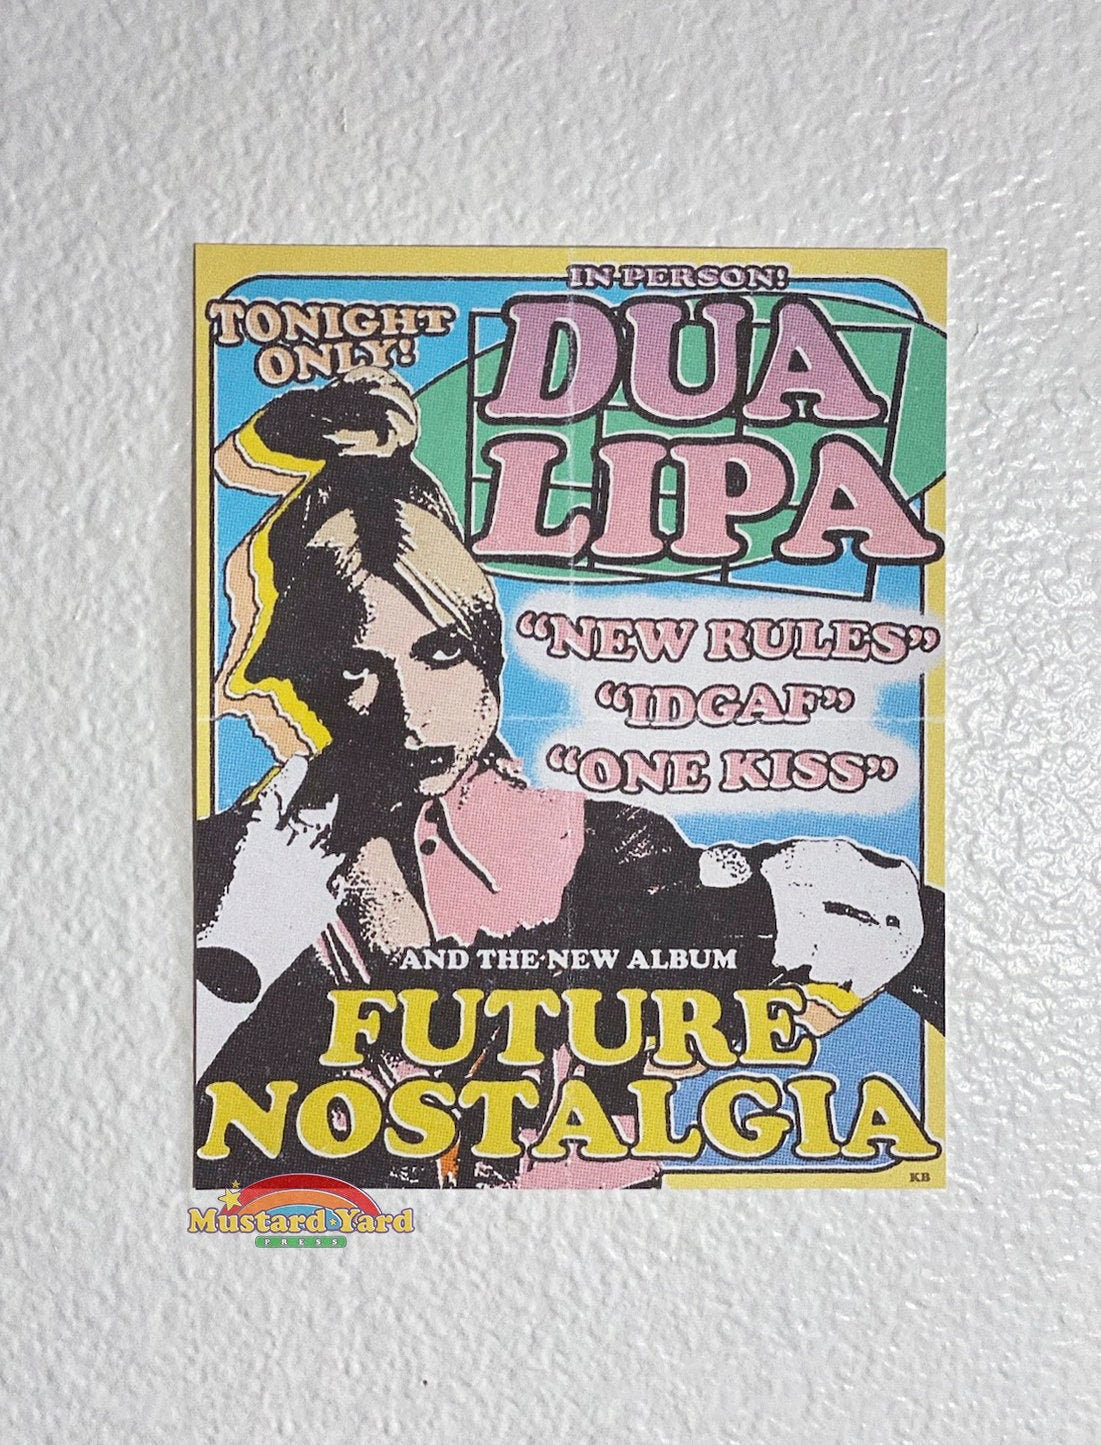 IN PERSON!
TONIGHT
ONLY!
DUA
LIPA
“NEW RULES”
“IDGAF”
“ONE KISS”
AND THE NEW ALBUM
FUTURE
NOSTALGIA
KB
Mustard Yard
PRESS